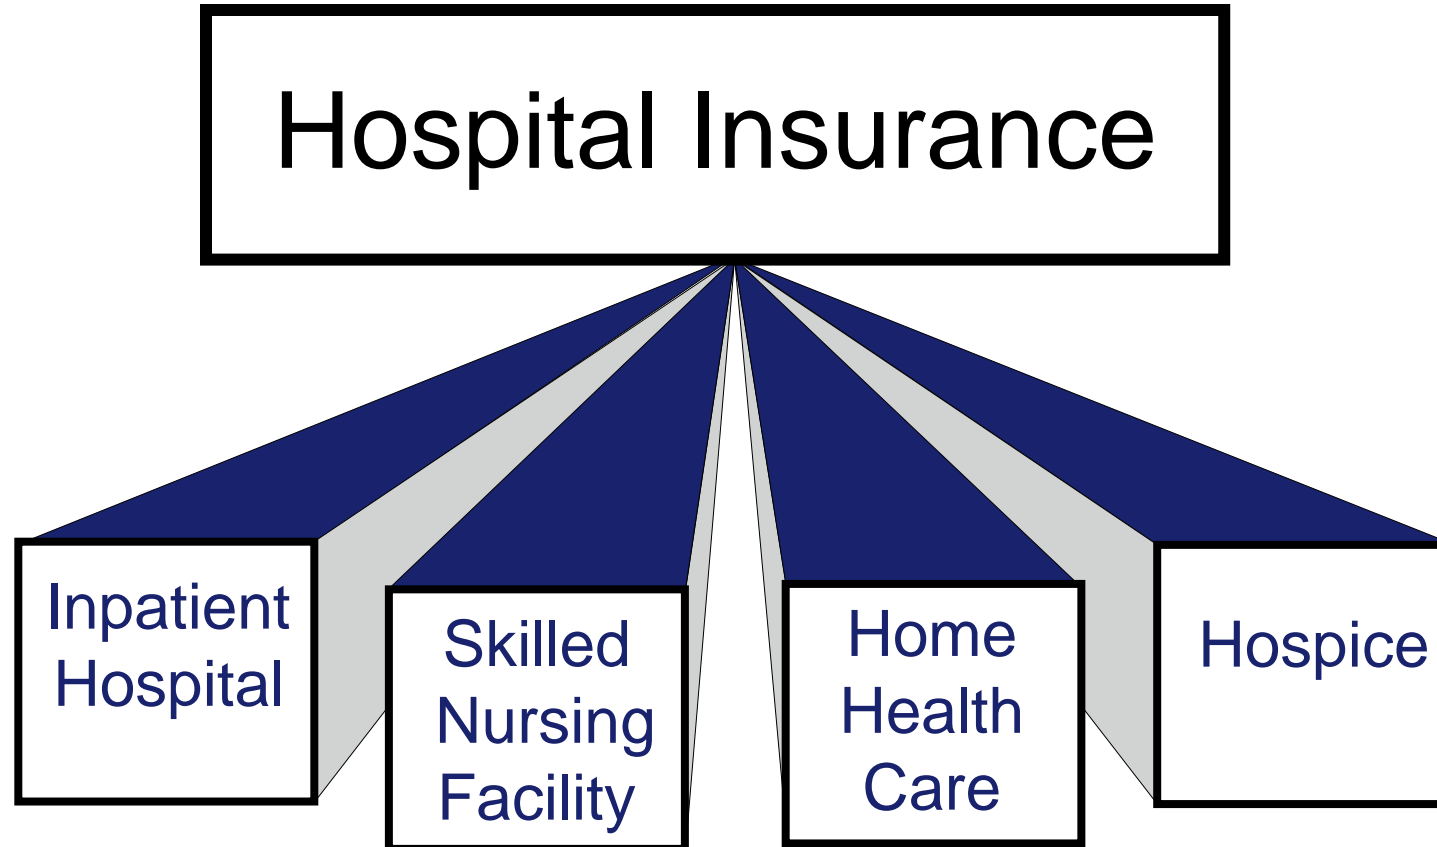 Hospital Insurance
Inpatient
Hospital
Skilled
Nursing
Facility
Home
Health
Care
Hospice